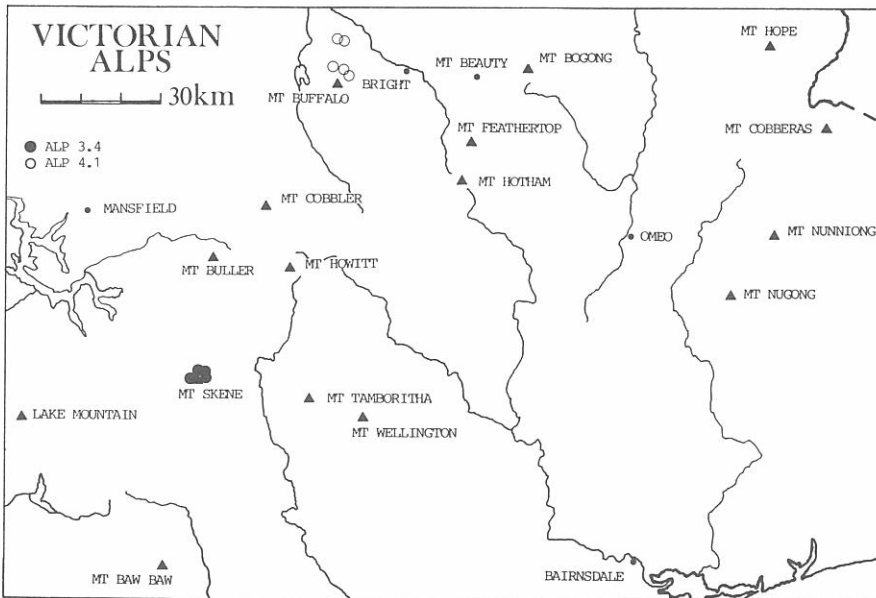 VICTORIAN
ALPS
30km
ALP 3.4
ALP 4.1
MT HOPE
MT BEAUTY
MT BOGONG
BRIGHT
MT BUFFALO
MT FEATHERTOP
MT COBBERAS
MT HOTHAM
MANSFIELD
MT COBBLER
OMEO
MT NUNNIONG
MT BULLER
MT HOWITT
MT NUGONG
MT SKENE
MT TAMBORITHA
LAKE MOUNTAIN
MT WELLINGTON
MT BAW BAW
BAIRNSDALE